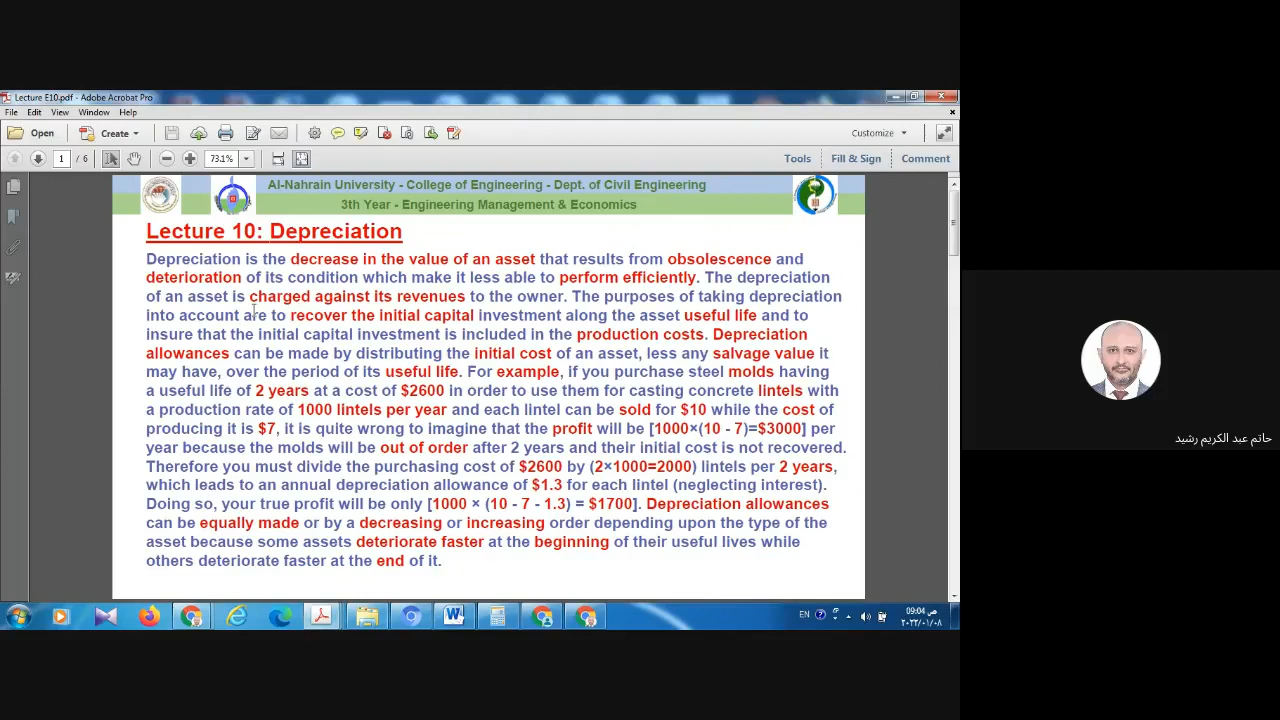 Lecture E10.pdf - Adobe Acrobat Pro
File Edit View Window Help
Open Create Customize
1 / 6 73.1% Tools Fill & Sign Comment
Al-Nahrain University - College of Engineering - Dept. of Civil Engineering
3th Year - Engineering Management & Economics
Lecture 10: Depreciation
Depreciation is the decrease in the value of an asset that results from obsolescence and
deterioration of its condition which make it less able to perform efficiently. The depreciation
of an asset is charged against its revenues to the owner. The purposes of taking depreciation
into account are to recover the initial capital investment along the asset useful life and to
insure that the initial capital investment is included in the production costs. Depreciation
allowances can be made by distributing the initial cost of an asset, less any salvage value it
may have, over the period of its useful life. For example, if you purchase steel molds having
a useful life of 2 years at a cost of $2600 in order to use them for casting concrete lintels with
a production rate of 1000 lintels per year and each lintel can be sold for $10 while the cost of
producing it is $7, it is quite wrong to imagine that the profit will be [1000×(10 - 7)=$3000] per
year because the molds will be out of order after 2 years and their initial cost is not recovered.
Therefore you must divide the purchasing cost of $2600 by (2×1000=2000) lintels per 2 years,
which leads to an annual depreciation allowance of $1.3 for each lintel (neglecting interest).
Doing so, your true profit will be only [1000 × (10 - 7 - 1.3) = $1700]. Depreciation allowances
can be equally made or by a decreasing or increasing order depending upon the type of the
asset because some assets deteriorate faster at the beginning of their useful lives while
others deteriorate faster at the end of it.
حاتم عبد الكريم رشيد
EN 09:04 ص
٢٠٢٢/٠١/٠٨